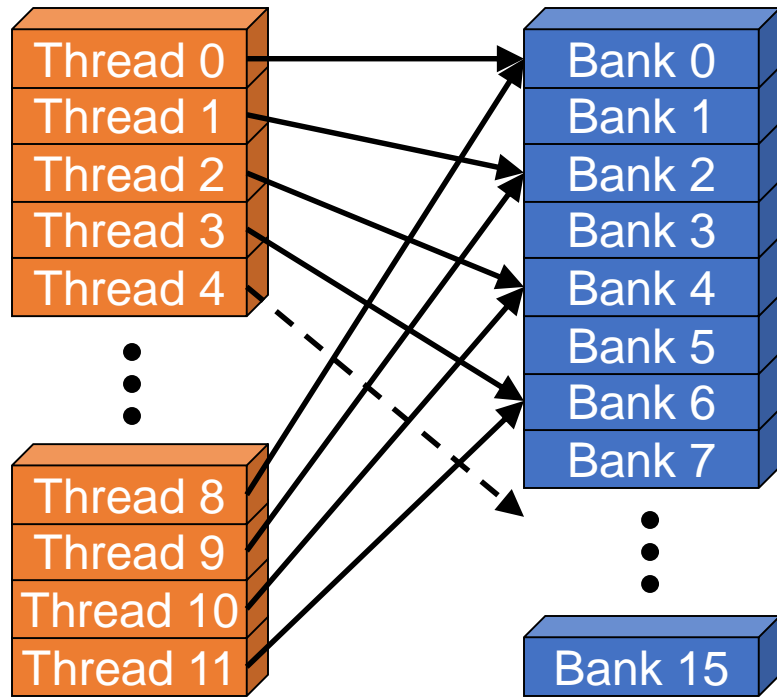 Thread 0
Thread 1
Thread 2
Thread 3
Thread 4
Thread 8
Thread 9
Thread 10
Thread 11
Bank 0
Bank 1
Bank 2
Bank 3
Bank 4
Bank 5
Bank 6
Bank 7
Bank 15